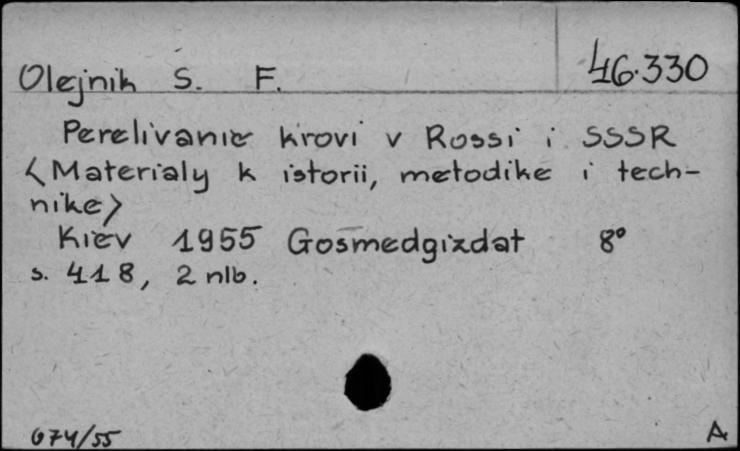 Olejnik S. F. 46.330
Perelivanie krovi v Rossi i SSSR
<Materialy k istorii, metodike i tech-
nike>
Kiev 1955 Gosmedgizdat 8°
s. 418, 2 nlb.
674/55 A